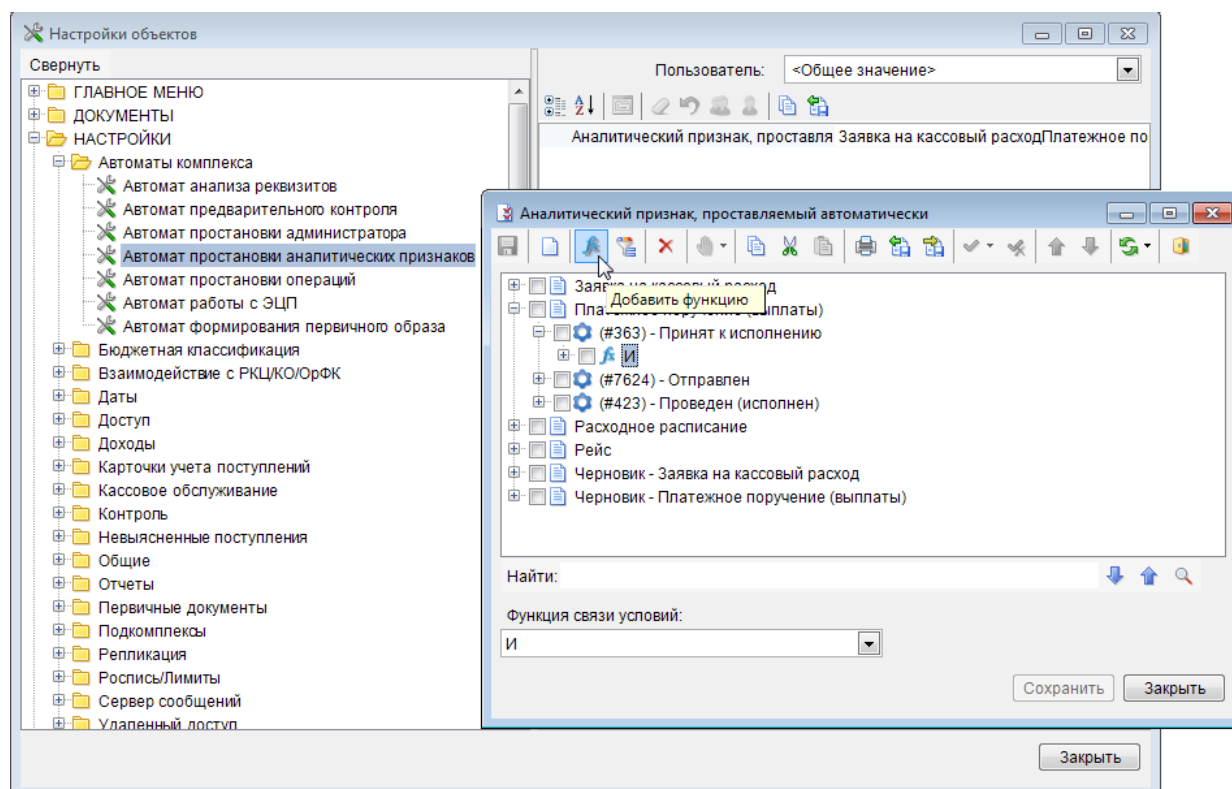 Настройки объектов
Свернуть
ГЛАВНОЕ МЕНЮ
ДОКУМЕНТЫ
НАСТРОЙКИ
Автоматы комплекса
Автомат анализа реквизитов
Автомат предварительного контроля
Автомат простановки администратора
Автомат простановки аналитических признаков
Автомат простановки операций
Автомат работы с ЭЦП
Автомат формирования первичного образа
Бюджетная классификация
Взаимодействие с РКЦ/КО/ОрФК
Даты
Доступ
Доходы
Карточки учета поступлений
Кассовое обслуживание
Контроль
Невыясненные поступления
Общие
Отчеты
Первичные документы
Подкомплексы
Репликация
Роспись/Лимиты
Сервер сообщений
Удаленный доступ
Пользователь: <Общее значение>
Аналитический признак, проставля Заявка на кассовый расходПлатежное по
Аналитический признак, проставляемый автоматически
Заявка на кассовый расход
Добавить функцию
Платежное поручение (выплаты)
(#363) - Принят к исполнению
И
(#7624) - Отправлен
(#423) - Проведен (исполнен)
Расходное расписание
Рейс
Черновик - Заявка на кассовый расход
Черновик - Платежное поручение (выплаты)
Найти:
Функция связи условий:
И
Сохранить Закрыть
Закрыть